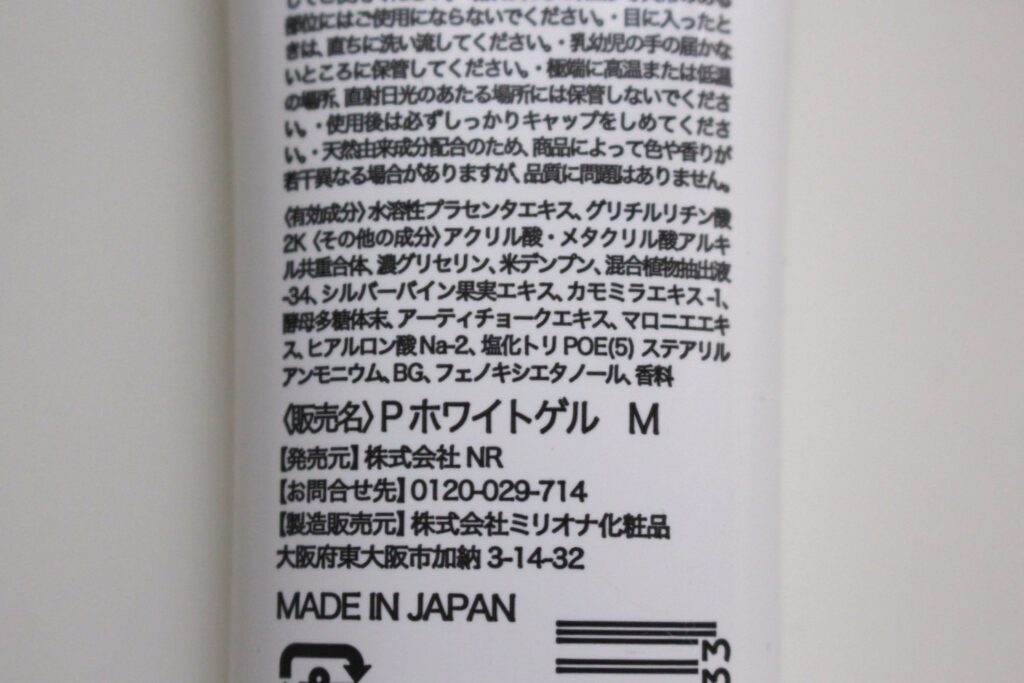 部位にはご使用にならないでください。・目に入ったと
きは、直ちに洗い流してください。・乳幼児の手の届かな
いところに保管してください。・極端に高温または低温
の場所、直射日光のあたる場所には保管しないでくださ
い。・使用後は必ずしっかりキャップをしめてくださ
い。・天然由来成分配合のため、商品によって色や香りが
若干異なる場合がありますが、品質に問題はありません。
〈有効成分〉水溶性プラセンタエキス、グリチルリチン酸
2K〈その他の成分〉アクリル酸・メタクリル酸アルキ
ル共重合体、濃グリセリン、米デンプン、混合植物抽出液
-34、シルバーバイン果実エキス、カモミラエキス-1、
酵母多糖体末、アーティチョークエキス、マロニエエキ
ス、ヒアルロン酸Na-2、塩化トリPOE(5) ステアリル
アンモニウム、BG、フェノキシエタノール、香料
〈販売名〉P ホワイトゲル M
【発売元】株式会社 NR
【お問合せ先】0120-029-714
【製造販売元】株式会社ミリオナ化粧品
大阪府東大阪市加納 3-14-32
MADE IN JAPAN
33